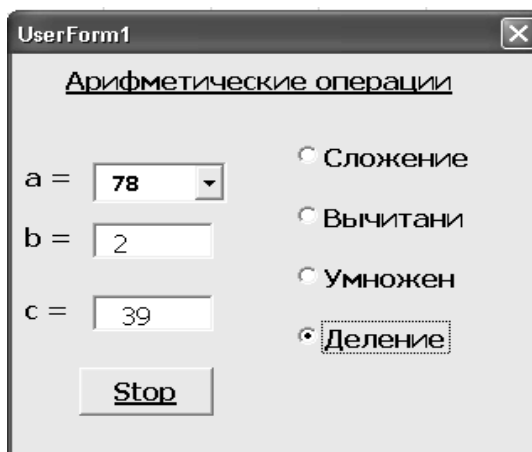 UserForm1
Арифметические операции
a = 78
b = 2
c = 39
Stop
Сложение
Вычитани
Умножен
Деление